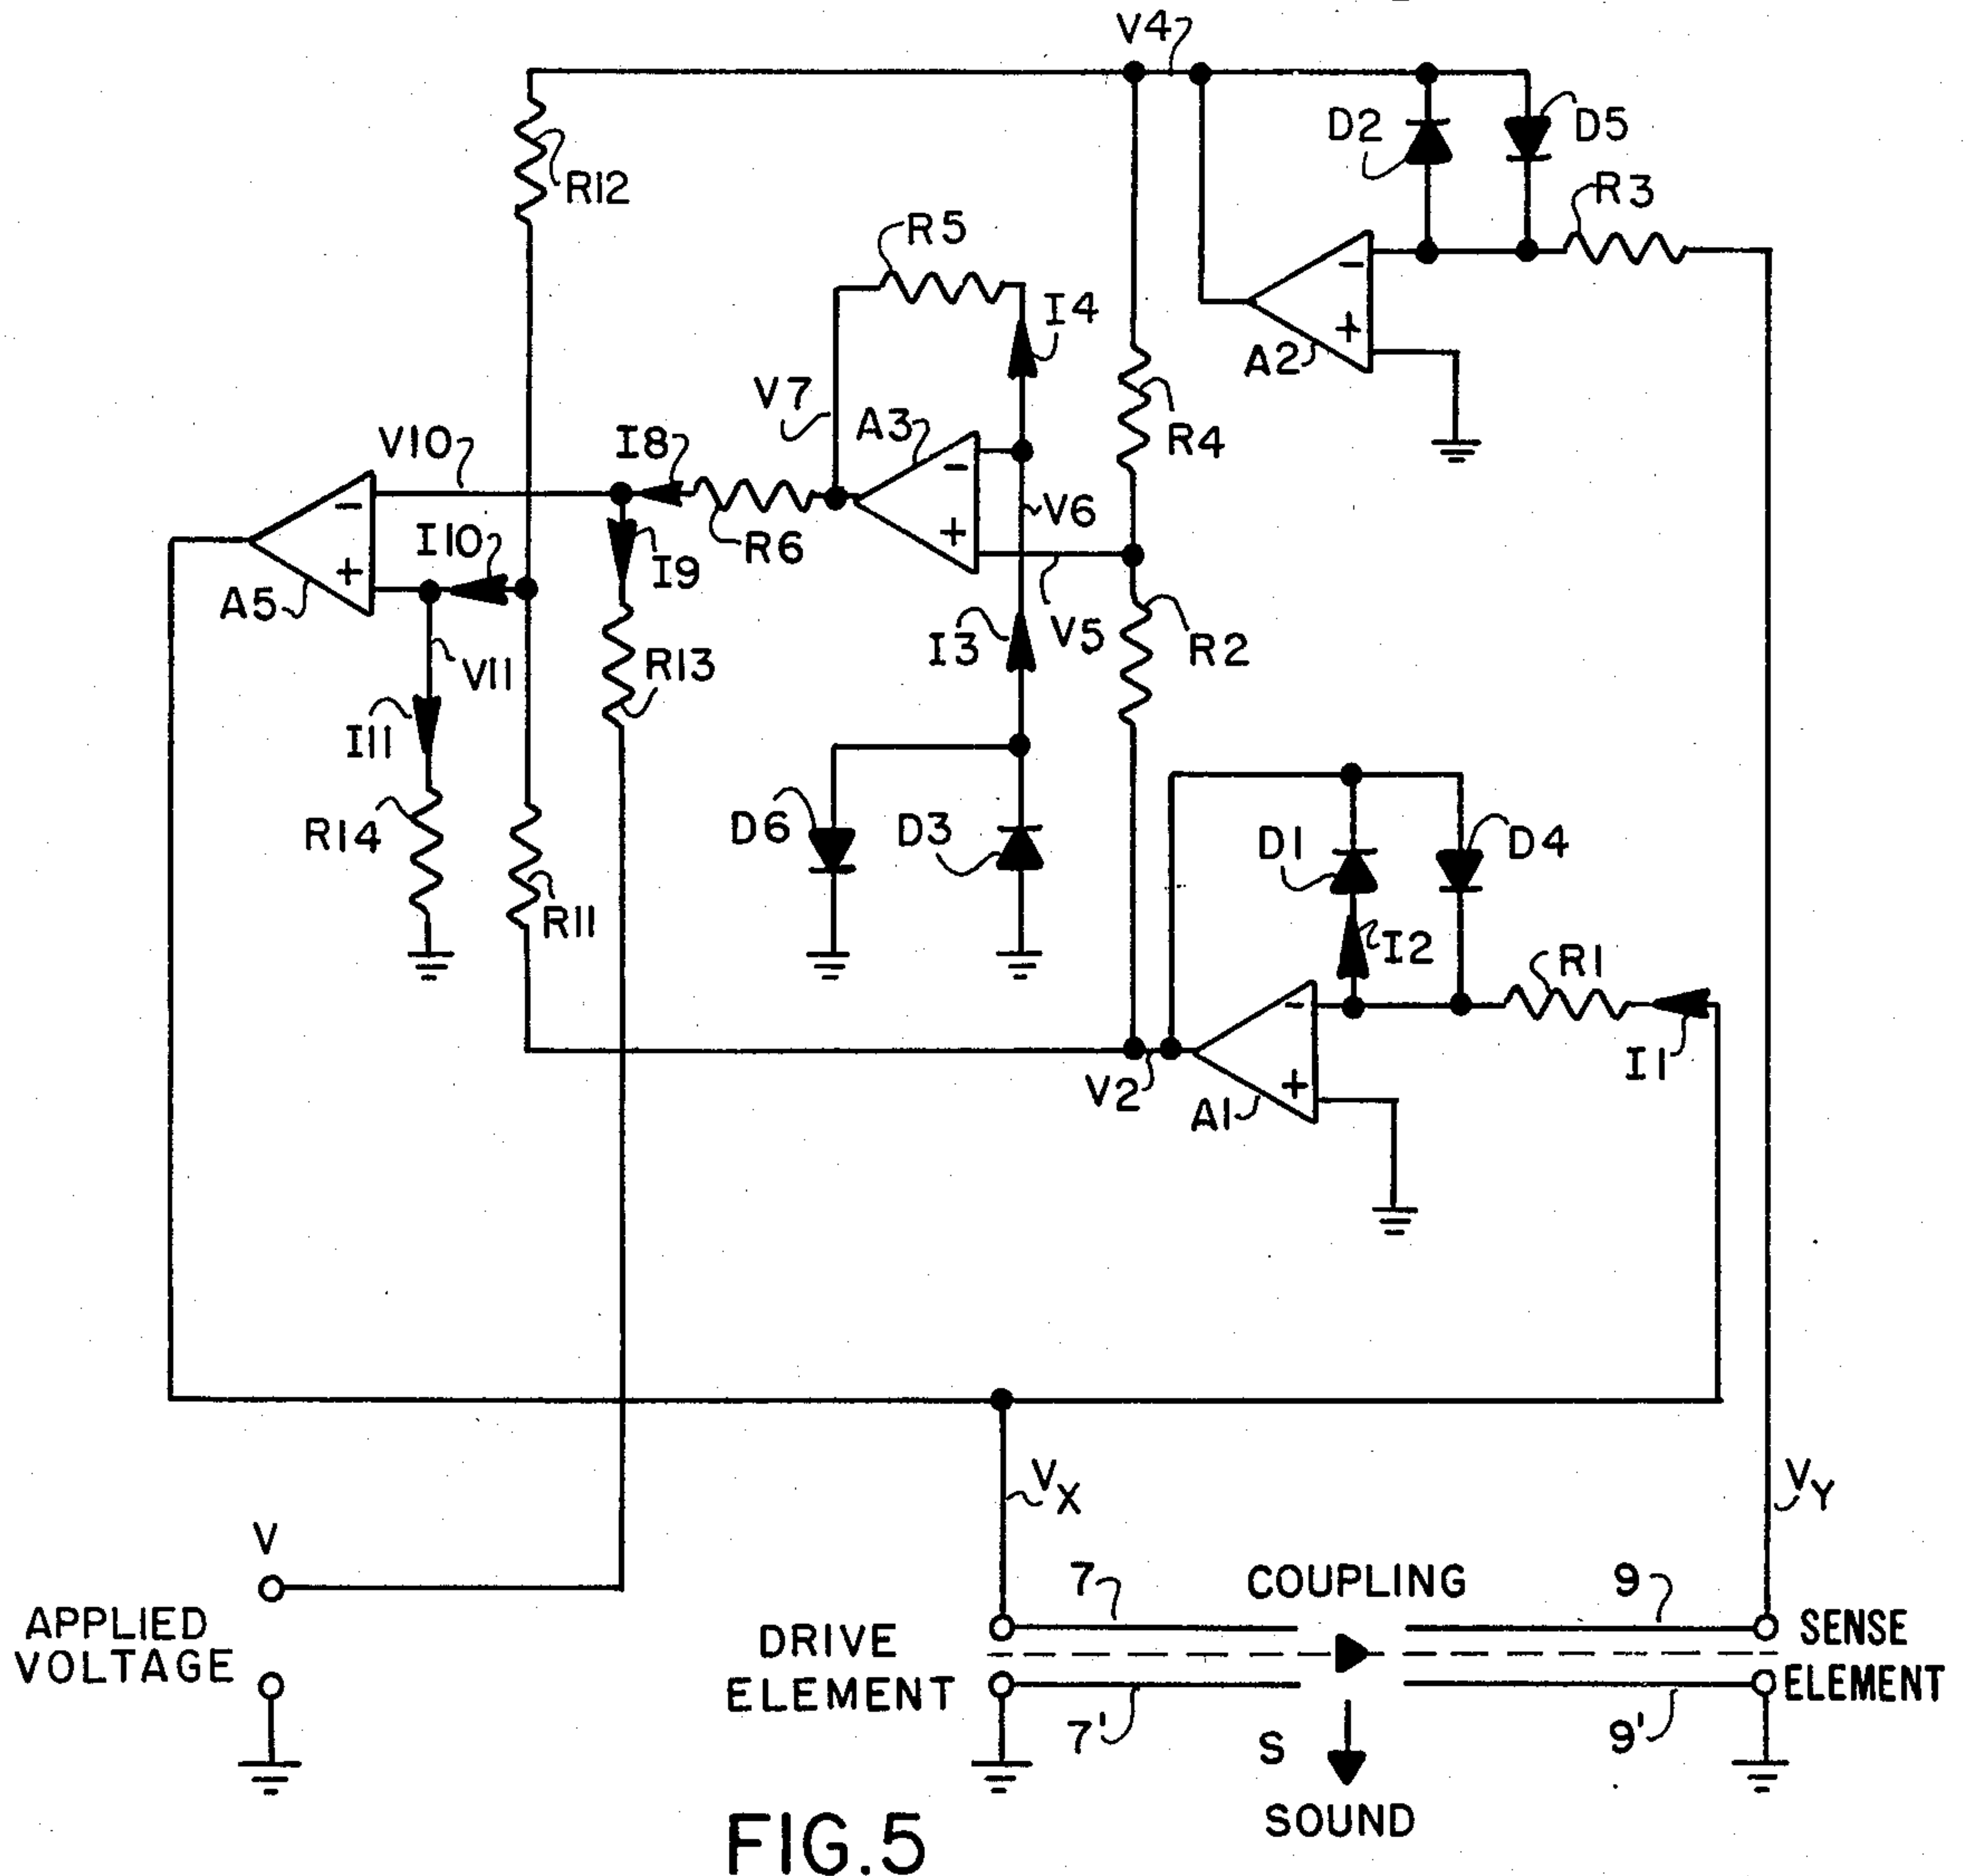 V4
D2
D5
R12
R3
R5
I4
A2
V7
A3
R4
V10
I8
-
+
V6
R6
I10
I9
A5
V5
I3
R2
V11
R13
I11
D6
D3
R14
D1
D4
R11
I2
R1
V2
A1
I1
VX
VY
V
7
COUPLING
9
APPLIED
VOLTAGE
DRIVE
ELEMENT
SENSE
ELEMENT
7'
S
9'
SOUND
FIG.5